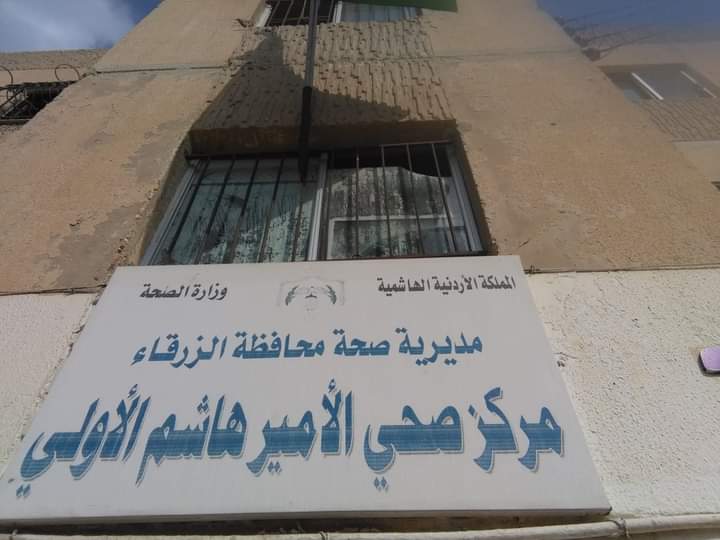 المملكة الأردنية الهاشمية وزارة الصحة
مديرية صحة محافظة الزرقاء
مركز صحي الأمير هاشم الأولي